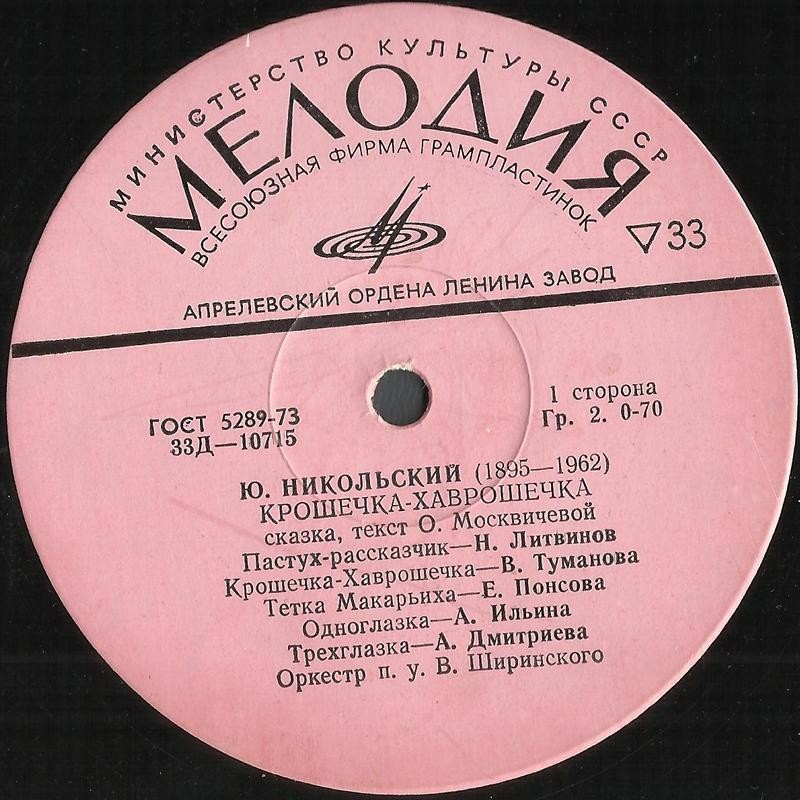 МИНИСТЕРСТВО КУЛЬТУРЫ СССР
МЕЛОДИЯ
ВСЕСОЮЗНАЯ ФИРМА ГРАМПЛАСТИНОК
33
АПРЕЛЕВСКИЙ ОРДЕНА ЛЕНИНА ЗАВОД
ГОСТ 5289-73
33Д—10715
1 сторона
Гр. 2. 0-70
Ю. НИКОЛЬСКИЙ (1895—1962)
КРОШЕЧКА-ХАВРОШЕЧКА
сказка, текст О. Москвичевой
Пастух-рассказчик—Н. Литвинов
Крошечка-Хаврошечка—В. Туманова
Тетка Макарьиха—Е. Понсова
Одноглазка—А. Ильина
Трехглазка—А. Дмитриева
Оркестр п. у. В. Ширинского